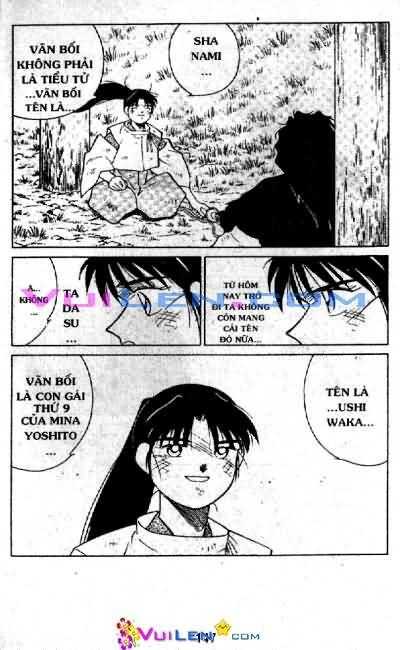 VÃN BỐI
KHÔNG PHẢI
LÀ TIỂU TỬ
...VÃN BỐI
TÊN LÀ...
SHA
NAMI
...
À...
KHÔNG
...
TA
DA
SU
...
TỪ HÔM
NAY TRỞ
ĐI TA KHÔNG
CÒN MANG
CÁI TÊN
ĐÓ NỮA...
VUILEN.COM
VÃN BỐI
LÀ CON GÁI
THỨ 9
CỦA MINA
YOSHITO
...
TÊN LÀ
...USHI
WAKA...
VUILEN.COM